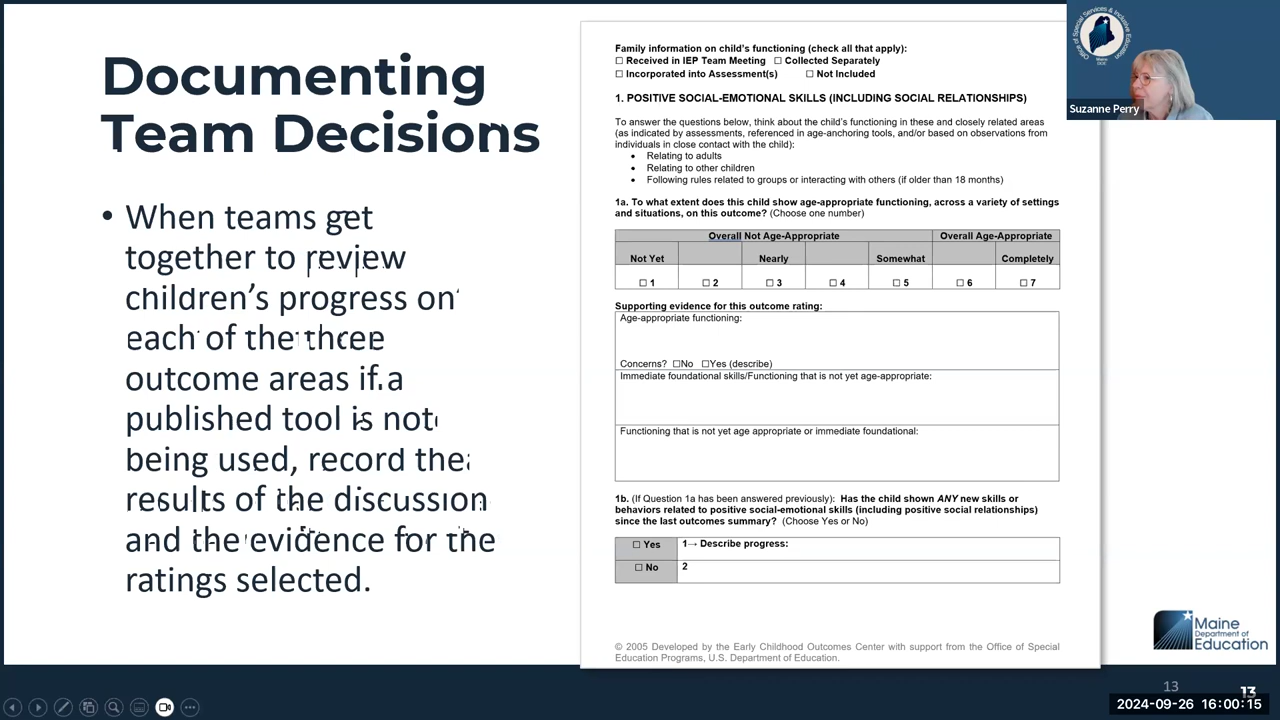 Documenting
Team Decisions
• When teams get
together to review
children's progress on
each of the three
outcome areas if a
published tool is not
being used, record the
results of the discussion
and the evidence for the
ratings selected.
Family information on child's functioning (check all that apply):
☐ Received in IEP Team Meeting ☐ Collected Separately
☐ Incorporated into Assessment(s) ☐ Not Included
1. POSITIVE SOCIAL-EMOTIONAL SKILLS (INCLUDING SOCIAL RELATIONSHIPS)
To answer the questions below, think about the child's functioning in these and closely related areas
(as indicated by assessments, referenced in age-anchoring tools, and/or based on observations from
individuals in close contact with the child):
• Relating to adults
• Relating to other children
• Following rules related to groups or interacting with others (if older than 18 months)
1a. To what extent does this child show age-appropriate functioning, across a variety of settings
and situations, on this outcome? (Choose one number)
Overall Not Age-Appropriate Overall Age-Appropriate
Not Yet Nearly Somewhat Completely
☐ 1 ☐ 2 ☐ 3 ☐ 4 ☐ 5 ☐ 6 ☐ 7
Supporting evidence for this outcome rating:
Age-appropriate functioning:
Concerns? ☐No ☐Yes (describe)
Immediate foundational skills/Functioning that is not yet age-appropriate:
Functioning that is not yet age appropriate or immediate foundational:
1b. (If Question 1a has been answered previously): Has the child shown ANY new skills or
behaviors related to positive social-emotional skills (including positive social relationships)
since the last outcomes summary? (Choose Yes or No)
☐ Yes 1→ Describe progress:
☐ No 2
© 2005 Developed by the Early Childhood Outcomes Center with support from the Office of Special
Education Programs, U.S. Department of Education.
Office of Special Services & Inclusive Education
Maine
DOE
Suzanne Perry
Maine
Department of
Education
13
13
2024-09-26 16:00:15